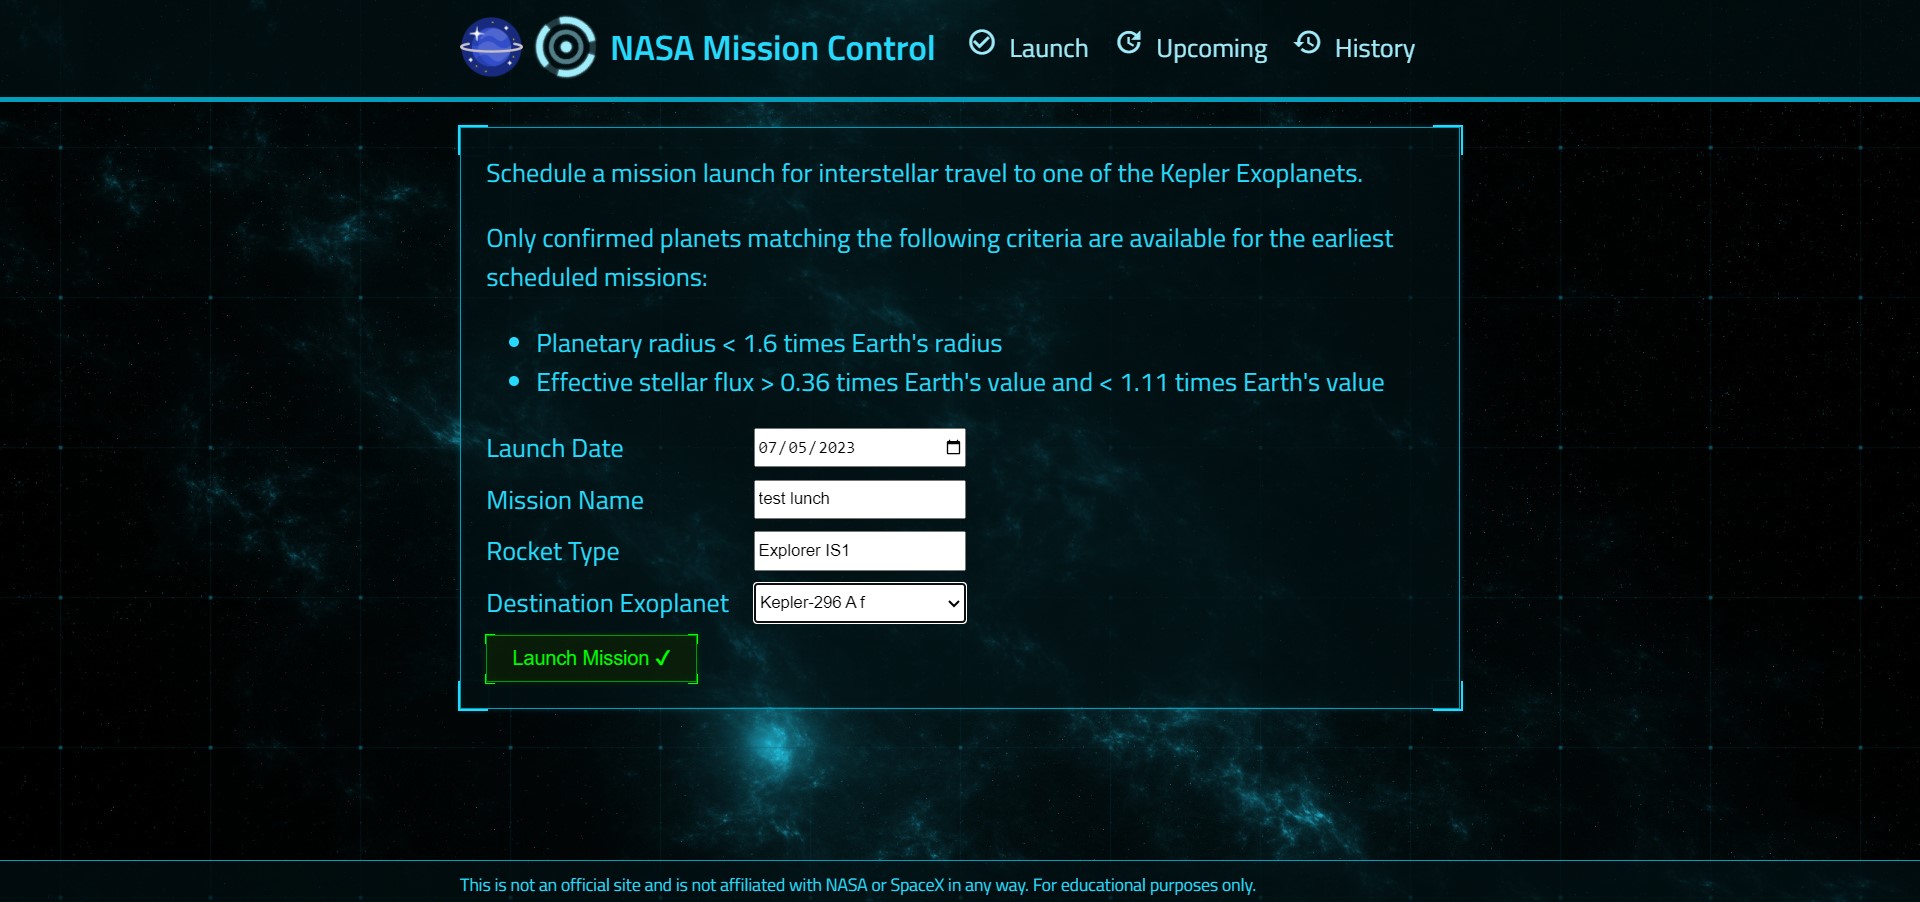 NASA Mission Control
Launch
Upcoming
History
Schedule a mission launch for interstellar travel to one of the Kepler Exoplanets.
Only confirmed planets matching the following criteria are available for the earliest
scheduled missions:
• Planetary radius < 1.6 times Earth's radius
• Effective stellar flux > 0.36 times Earth's value and < 1.11 times Earth's value
Launch Date 07/05/2023
Mission Name test lunch
Rocket Type Explorer IS1
Destination Exoplanet Kepler-296 A f
Launch Mission ✓
This is not an official site and is not affiliated with NASA or SpaceX in any way. For educational purposes only.